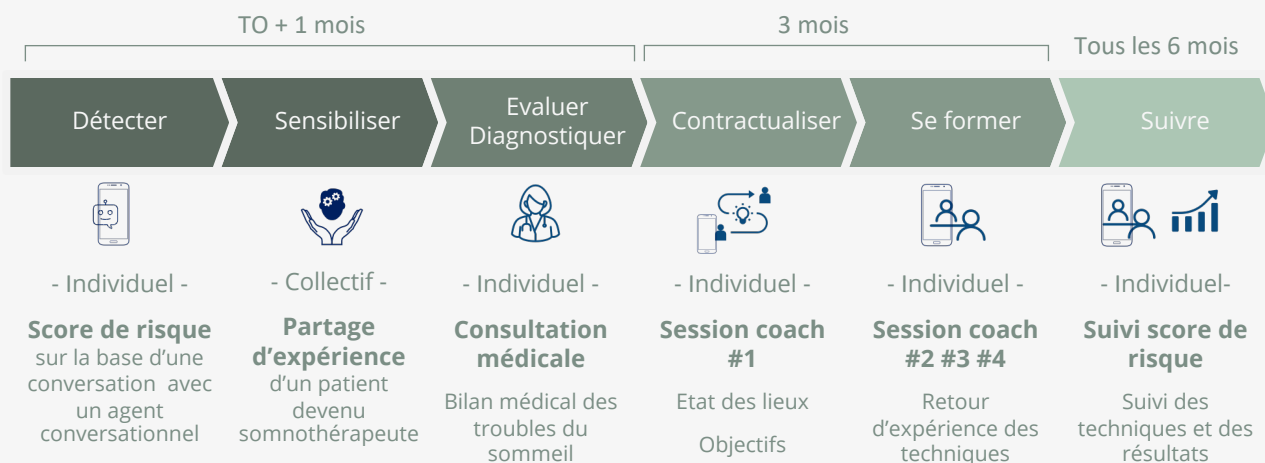 TO + 1 mois
3 mois
Tous les 6 mois
Détecter
Sensibiliser
Evaluer
Diagnostiquer
Contractualiser
Se former
Suivre
- Individuel -
Score de risque
sur la base d’une
conversation avec
un agent
conversationnel
- Collectif -
Partage
d’expérience
d’un patient
devenu
somnothérapeute
- Individuel -
Consultation
médicale
Bilan médical des
troubles du
sommeil
- Individuel -
Session coach
#1
Etat des lieux
Objectifs
- Individuel -
Session coach
#2 #3 #4
Retour
d’expérience des
techniques
- Individuel-
Suivi score de
risque
Suivi des
techniques et des
résultats